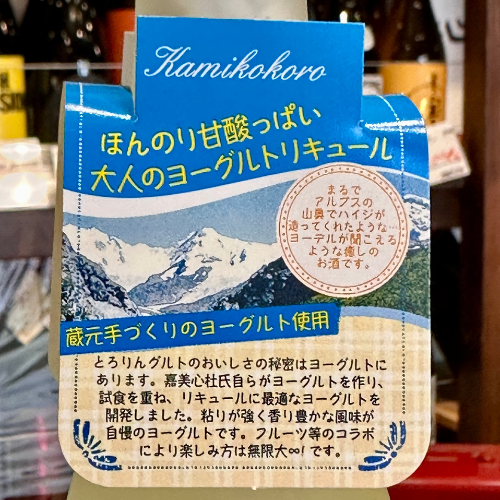 Kamikokoro
ほんのり甘酸っぱい
大人のヨーグルトリキュール
まるで
アルプスの
山奥でハイジが
造ってくれたような…
ヨーデルが聞こえる
ような癒しの
お酒です。
蔵元手づくりのヨーグルト使用
とろりんグルトのおいしさの秘密はヨーグルトに
あります。嘉美心杜氏自らがヨーグルトを作り、
試食を重ね、リキュールに最適なヨーグルトを
開発しました。粘りが強く香り豊かな風味が
自慢のヨーグルトです。フルーツ等のコラボ
により楽しみ方は無限大∞!です。